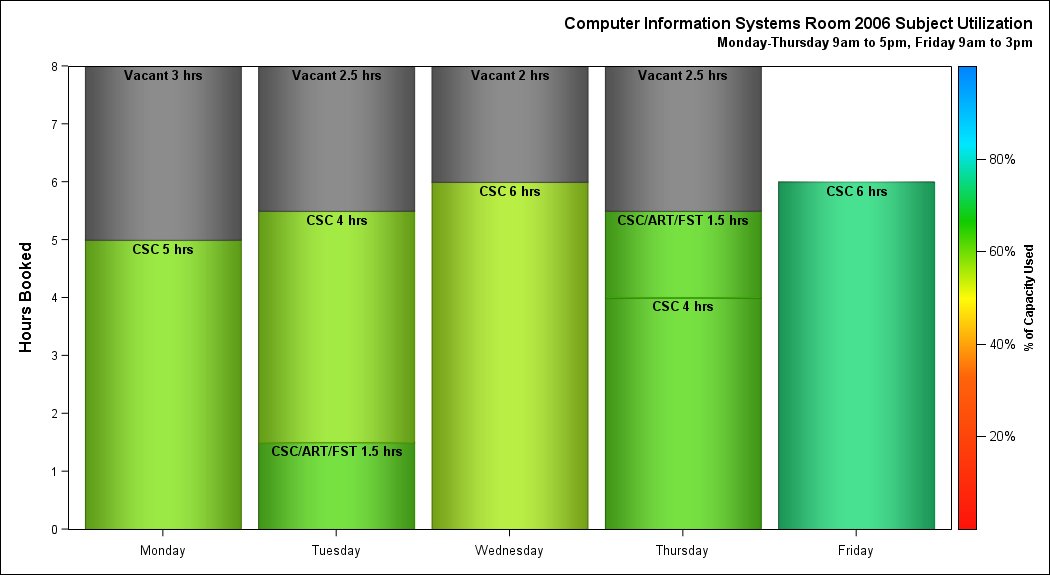 Computer Information Systems Room 2006 Subject Utilization
Monday-Thursday 9am to 5pm, Friday 9am to 3pm
Hours Booked
8
7
6
5
4
3
2
1
0
Vacant 3 hrs
CSC 5 hrs
Vacant 2.5 hrs
CSC 4 hrs
CSC/ART/FST 1.5 hrs
Vacant 2 hrs
CSC 6 hrs
Vacant 2.5 hrs
CSC/ART/FST 1.5 hrs
CSC 4 hrs
CSC 6 hrs
Monday
Tuesday
Wednesday
Thursday
Friday
80%
60%
40%
20%
% of Capacity Used